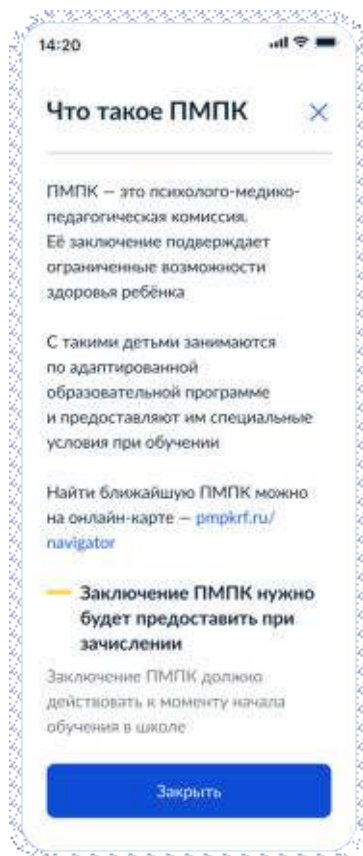 14:20
Что такое ПМПК
ПМПК — это психолого-медико-
педагогическая комиссия.
Её заключение подтверждает
ограниченные возможности
здоровья ребёнка
С такими детьми занимаются
по адаптированной
образовательной программе
и предоставляют им специальные
условия при обучении
Найти ближайшую ПМПК можно
на онлайн-карте — pmpkrf.ru/
navigator
Заключение ПМПК нужно
будет предоставить при
зачислении
Заключение ПМПК должно
действовать к моменту начала
обучения в школе
Закрыть